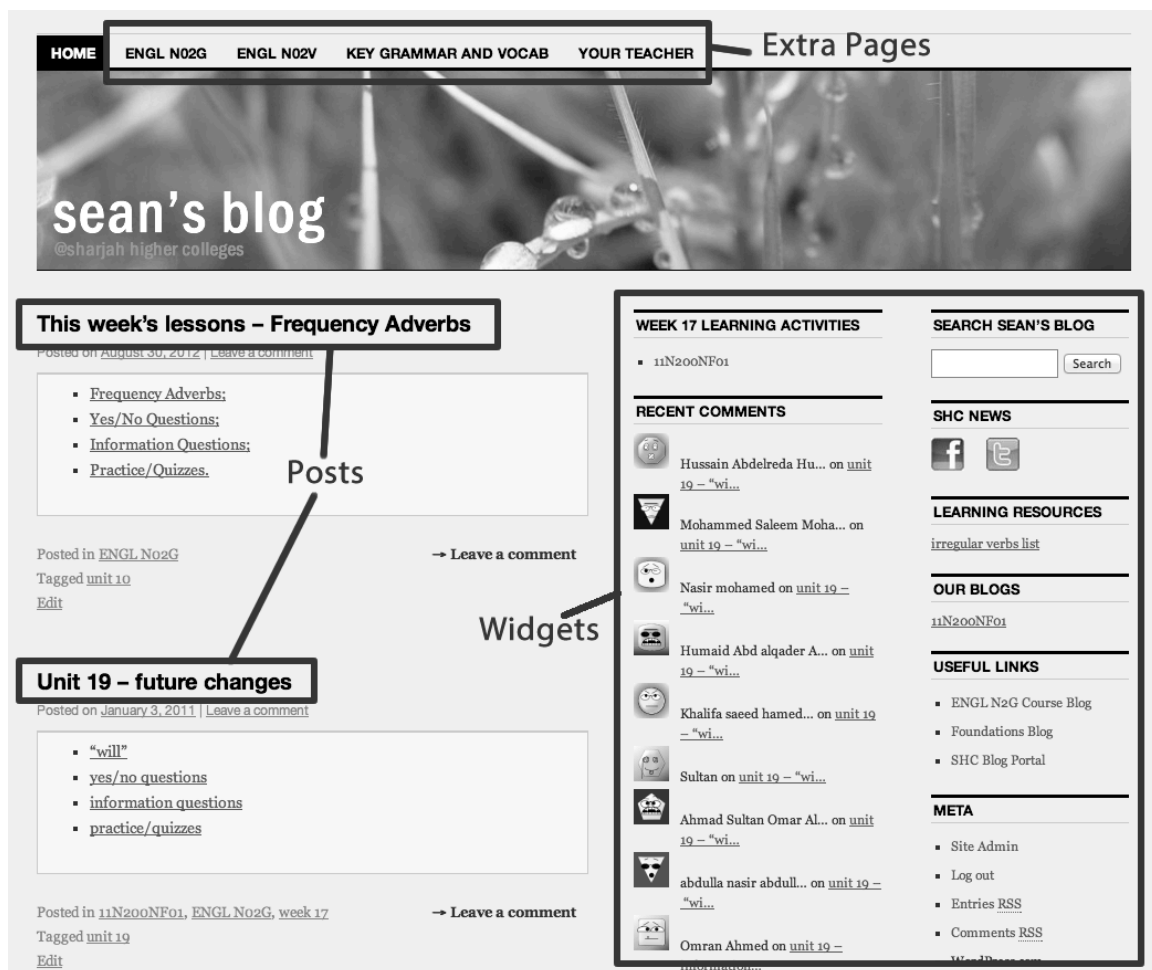 HOME ENGL N02G ENGL N02V KEY GRAMMAR AND VOCAB YOUR TEACHER
Extra Pages
sean's blog
@sharjah higher colleges
This week's lessons – Frequency Adverbs
Posted on August 30, 2012 | Leave a comment
Frequency Adverbs;
Yes/No Questions;
Information Questions;
Practice/Quizzes.
Posts
Posted in ENGL N02G
→ Leave a comment
Tagged unit 10
Edit
Unit 19 – future changes
Posted on January 3, 2011 | Leave a comment
"will"
yes/no questions
information questions
practice/quizzes
Posted in 11N200NF01, ENGL N02G, week 17
→ Leave a comment
Tagged unit 19
Edit
Widgets
WEEK 17 LEARNING ACTIVITIES
11N200NF01
RECENT COMMENTS
Hussain Abdelreda Hu... on unit
19 – "wi...
Mohammed Saleem Moha... on
unit 19 – "wi...
Nasir mohamed on unit 19 –
"wi...
Humaid Abd alqader A... on unit
19 – "wi...
Khalifa saeed hamed... on unit 19
– "wi...
Sultan on unit 19 – "wi...
Ahmad Sultan Omar Al... on unit
19 – "wi...
abdulla nasir abdull... on unit 19 –
"wi...
Omran Ahmed on unit 19 –
information...
SEARCH SEAN'S BLOG
Search
SHC NEWS
f t
LEARNING RESOURCES
irregular verbs list
OUR BLOGS
11N200NF01
USEFUL LINKS
ENGL N2G Course Blog
Foundations Blog
SHC Blog Portal
META
Site Admin
Log out
Entries RSS
Comments RSS
WordPress.com